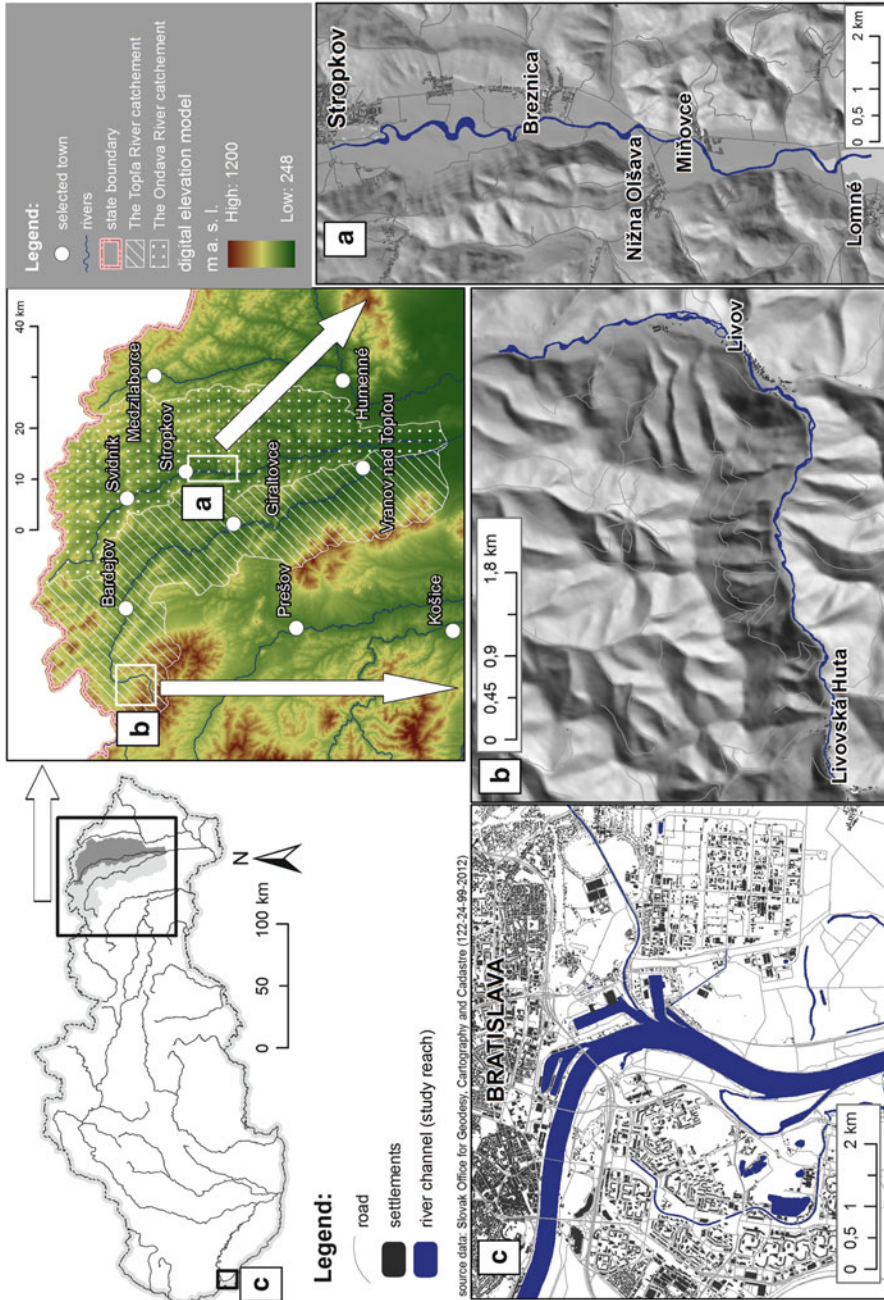 0 50 100 km
N
c
Legend:
road
settlements
river channel (study reach)
0 10 20 30 40 km
Bardejov
Svidník
Medzilaborce
Stropkov
Giraltovce
Humenné
Vranov nad Topľou
Prešov
Košice
a
b
Legend:
selected town
rivers
state boundary
The Topľa River catchement
The Ondava River catchement
digital elevation model
m a. s. l.
High: 1200
Low: 248
source data: Slovak Office for Geodesy, Cartography and Cadastre (122-24-99-2012)
c
BRATISLAVA
0 0,5 1 2 km
b
0 0,45 0,9 1,8 km
Livov
Livovská Huta
a
Stropkov
Breznica
Nižna Olšava
Miňovce
Lomné
0 0,5 1 2 km